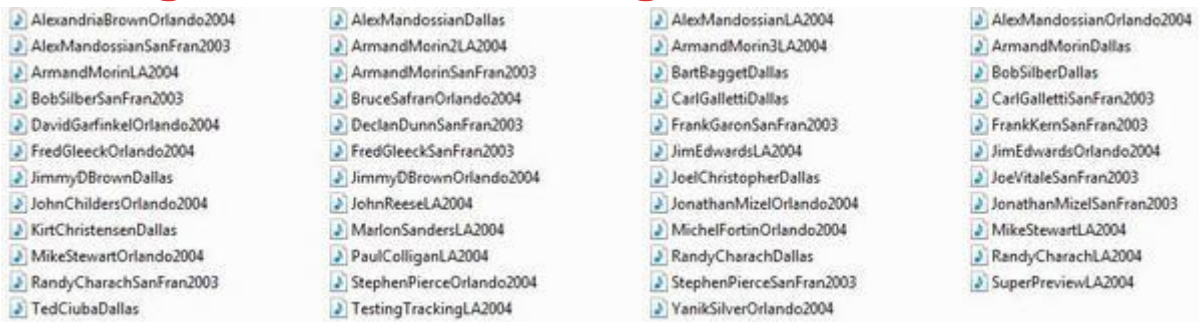 AlexandriaBrownOrlando2004 AlexMandossianDallas AlexMandossianLA2004 AlexMandossianOrlando2004
AlexMandossianSanFran2003 ArmandMorin2LA2004 ArmandMorin3LA2004 ArmandMorinDallas
ArmandMorinLA2004 ArmandMorinSanFran2003 BartBaggetDallas BobSilberDallas
BobSilberSanFran2003 BruceSafranOrlando2004 CarlGallettiDallas CarlGallettiSanFran2003
DavidGarfinkelOrlando2004 DeclanDunnSanFran2003 FrankGaronSanFran2003 FrankKernSanFran2003
FredGleeckOrlando2004 FredGleeckSanFran2003 JimEdwardsLA2004 JimEdwardsOrlando2004
JimmyDBrownDallas JimmyDBrownOrlando2004 JoelChristopherDallas JoeVitaleSanFran2003
JohnChildersOrlando2004 JohnReeseLA2004 JonathanMizelOrlando2004 JonathanMizelSanFran2003
KirtChristensenDallas MarlonSandersLA2004 MichelFortinOrlando2004 MikeStewartLA2004
MikeStewartOrlando2004 PaulColliganLA2004 RandyCharachDallas RandyCharachLA2004
RandyCharachSanFran2003 StephenPierceOrlando2004 StephenPierceSanFran2003 SuperPreviewLA2004
TedCiubaDallas TestingTrackingLA2004 YanikSilverOrlando2004